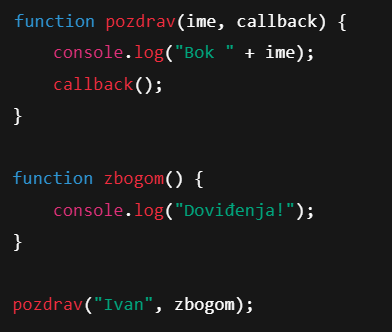 function pozdrav(ime, callback) {
    console.log("Bok " + ime);
    callback();
}

function zbogom() {
    console.log("Doviđenja!");
}

pozdrav("Ivan", zbogom);